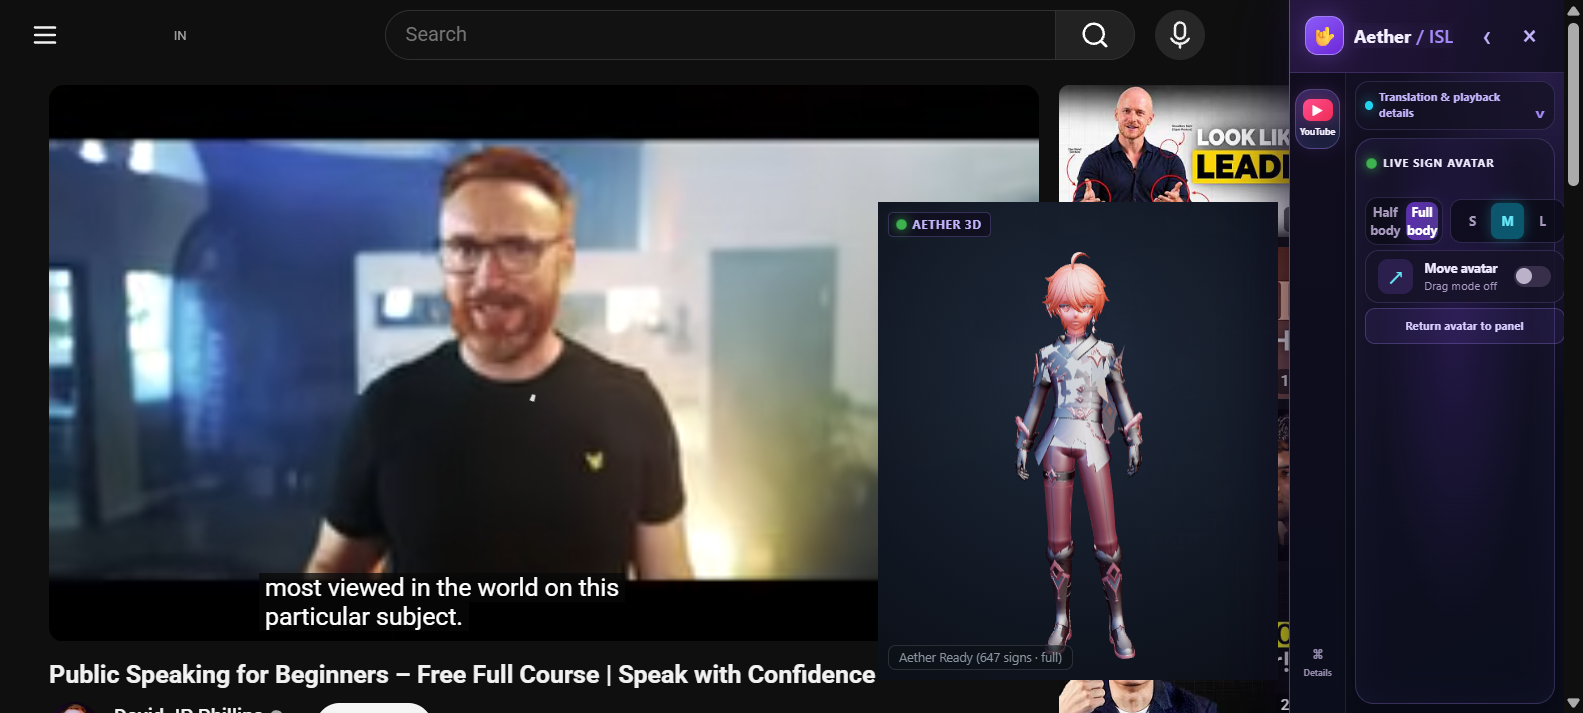 IN
Search
most viewed in the world on this
particular subject.
Public Speaking for Beginners – Free Full Course | Speak with Confidence
LOOK LIK
LEAD
AETHER 3D
Aether Ready (647 signs · full)
Aether / ISL
YouTube
Translation & playback
details
LIVE SIGN AVATAR
Half
body
Full
body
S M L
Move avatar
Drag mode off
Return avatar to panel
Details